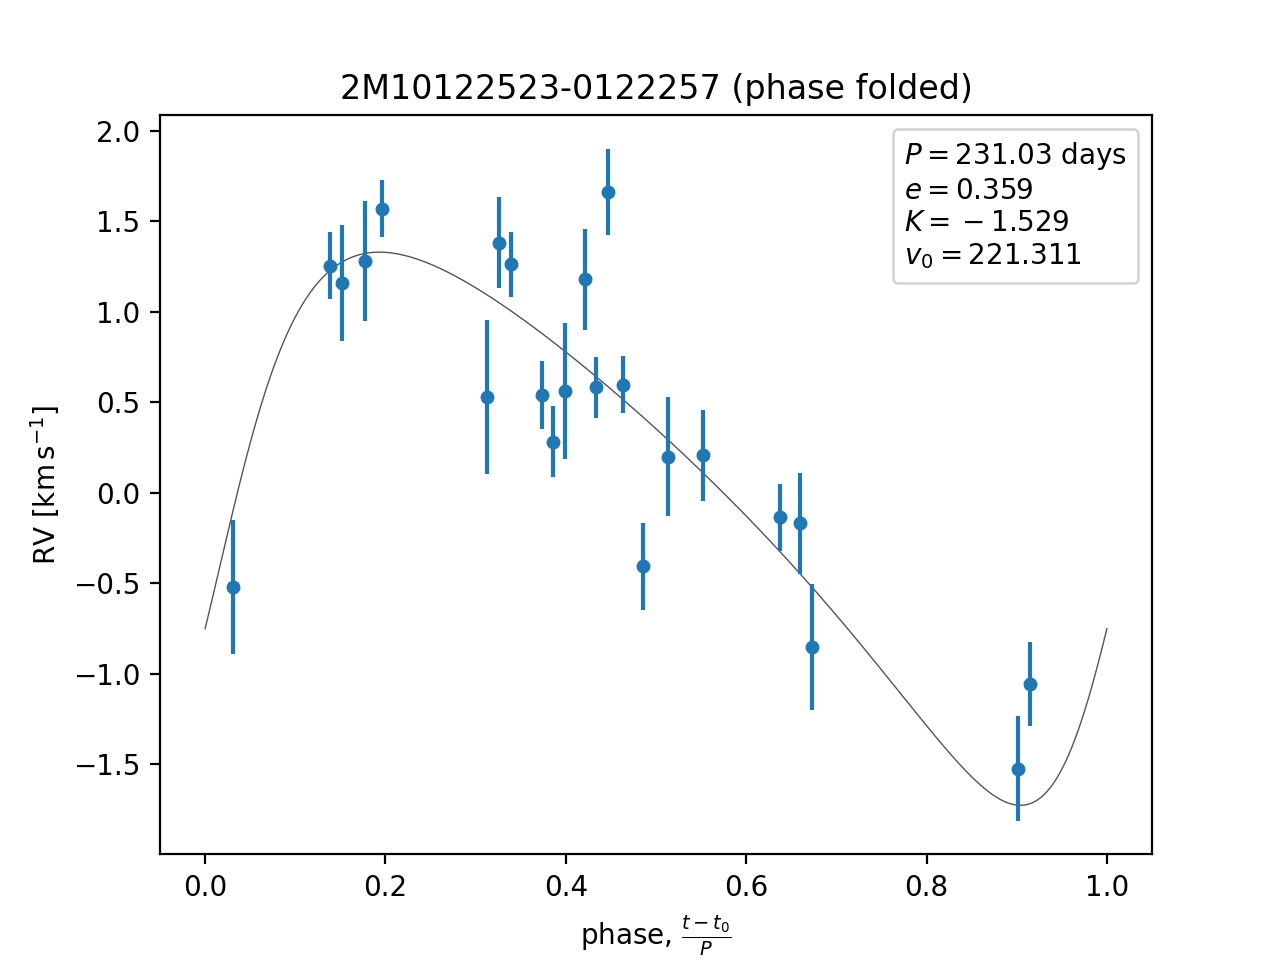 2M10122523-0122257 (phase folded)
P = 231.03 days
e = 0.359
K = −1.529
v₀ = 221.311
RV [km s⁻¹]
2.0
1.5
1.0
0.5
0.0
−0.5
−1.0
−1.5
0.0 0.2 0.4 0.6 0.8 1.0
phase, (t − t₀)/P